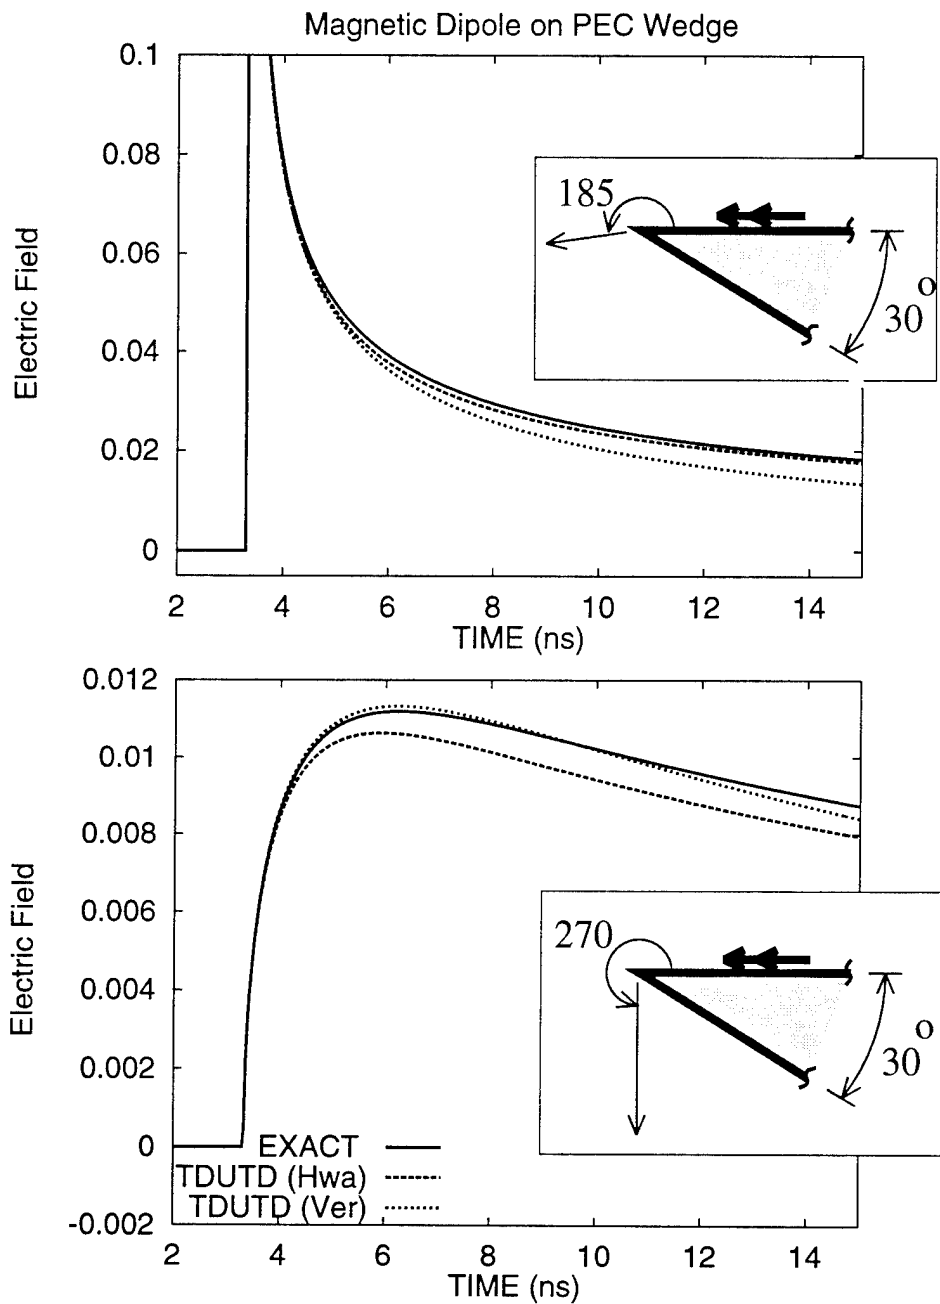 Magnetic Dipole on PEC Wedge
0.1
0.08
0.06
0.04
0.02
0
Electric Field
2 4 6 8 10 12 14
TIME (ns)
185
30 o
0.012
0.01
0.008
0.006
0.004
0.002
0
-0.002
Electric Field
EXACT
TDUTD (Hwa)
TDUTD (Ver)
2 4 6 8 10 12 14
TIME (ns)
270
30 o